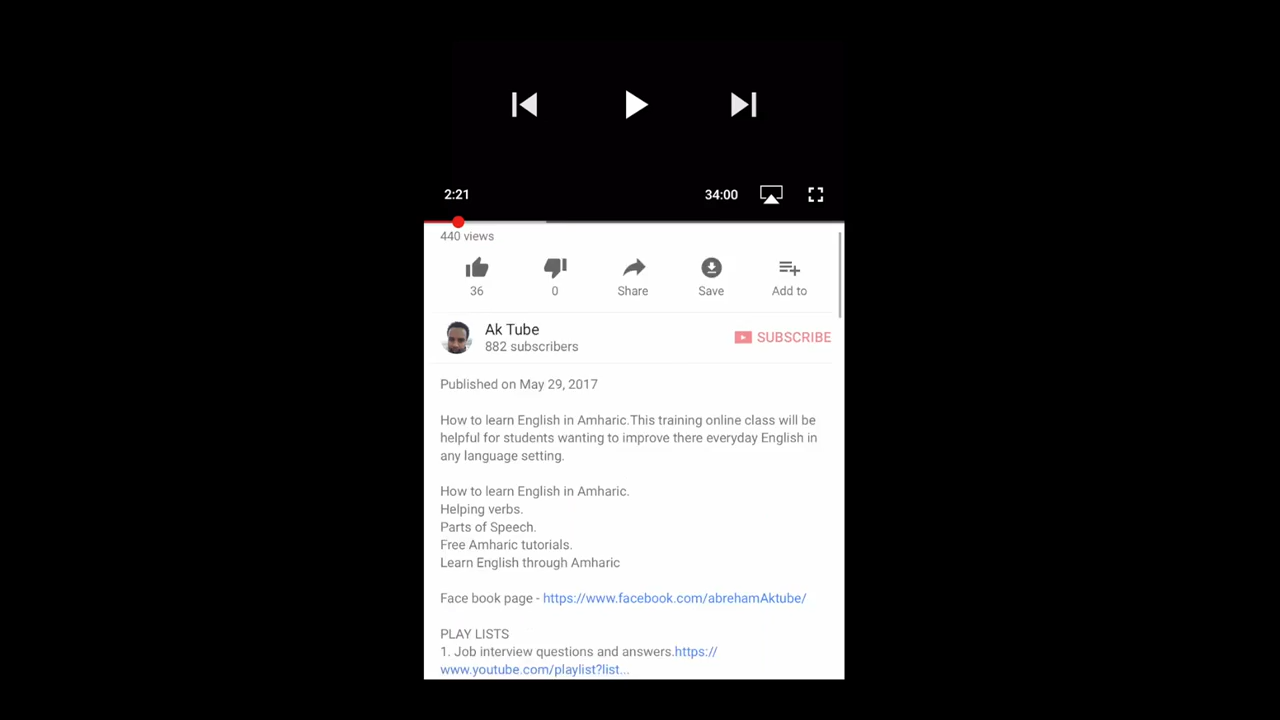 2:21 34:00
440 views
36 0 Share Save Add to
Ak Tube
882 subscribers
SUBSCRIBE
Published on May 29, 2017
How to learn English in Amharic.This training online class will be
helpful for students wanting to improve there everyday English in
any language setting.
How to learn English in Amharic.
Helping verbs.
Parts of Speech.
Free Amharic tutorials.
Learn English through Amharic
Face book page - https://www.facebook.com/abrehamAktube/
PLAY LISTS
1. Job interview questions and answers.https://
www.youtube.com/playlist?list...